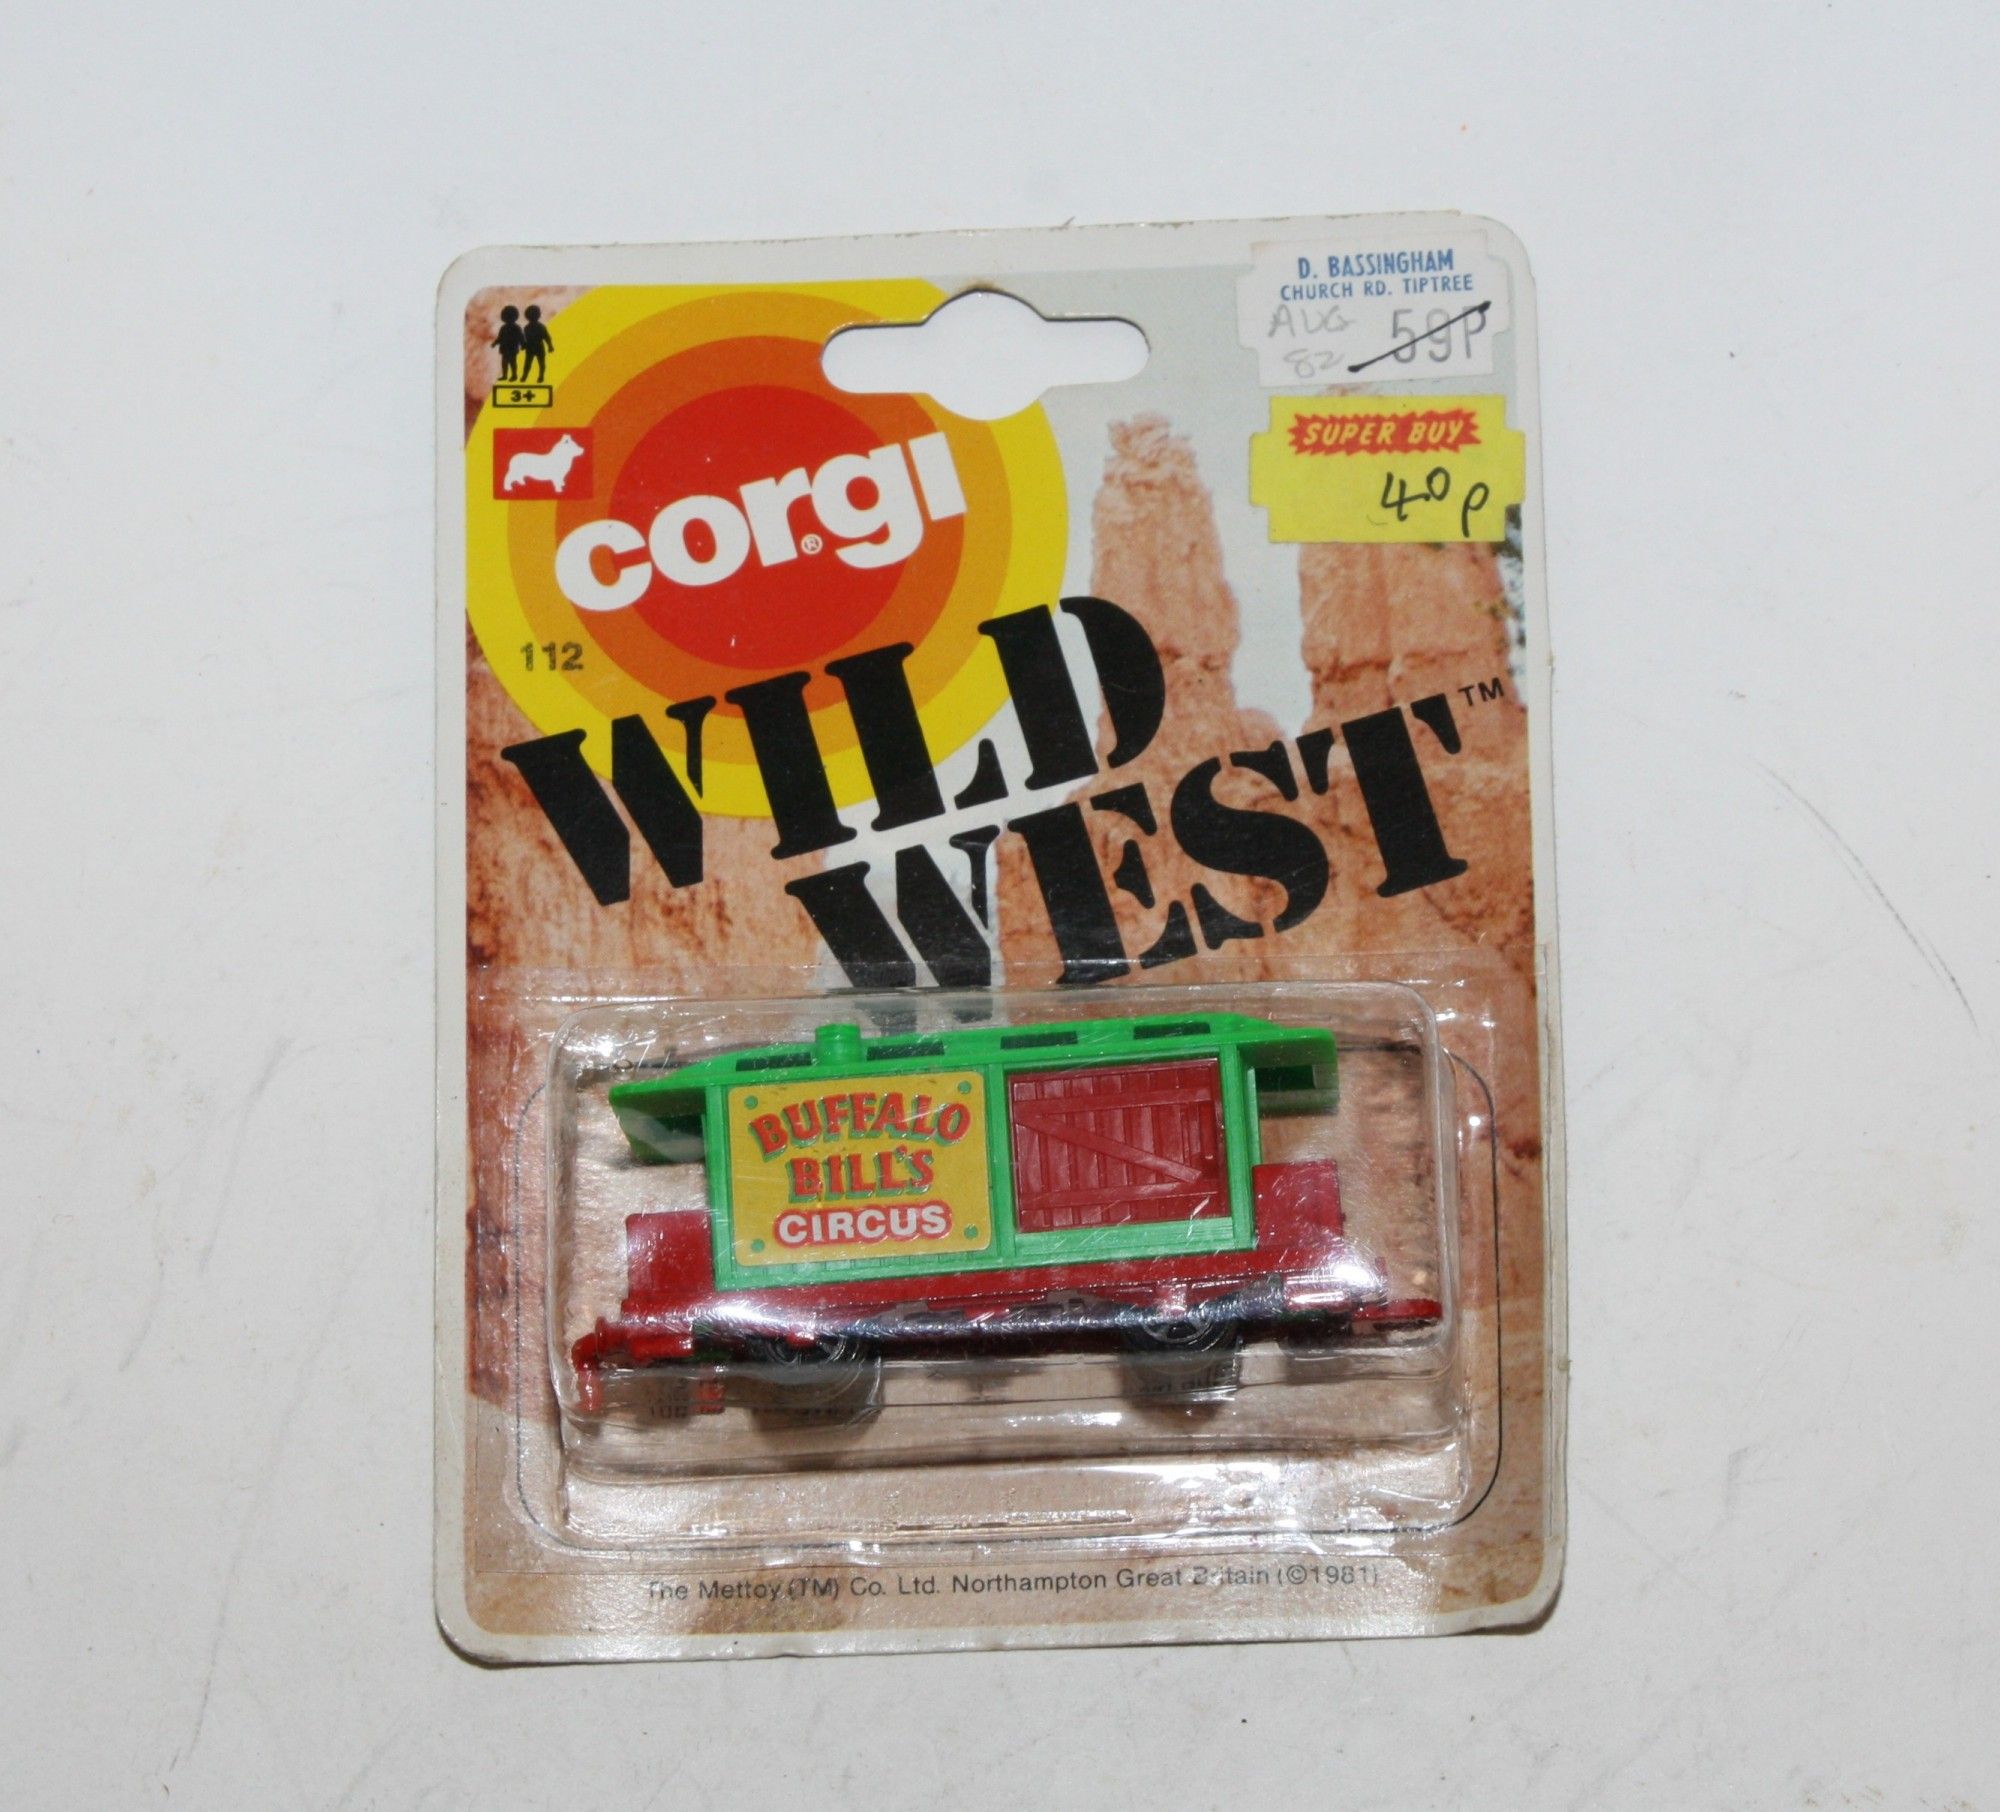 D. BASSINGHAM
CHURCH RD. TIPTREE
AUG 59P
82
SUPER BUY
40p
3+
corgi®
112
WILD
WEST™
BUFFALO
BILL'S
CIRCUS
The Mettoy (TM) Co. Ltd. Northampton Great Britain (©1981)